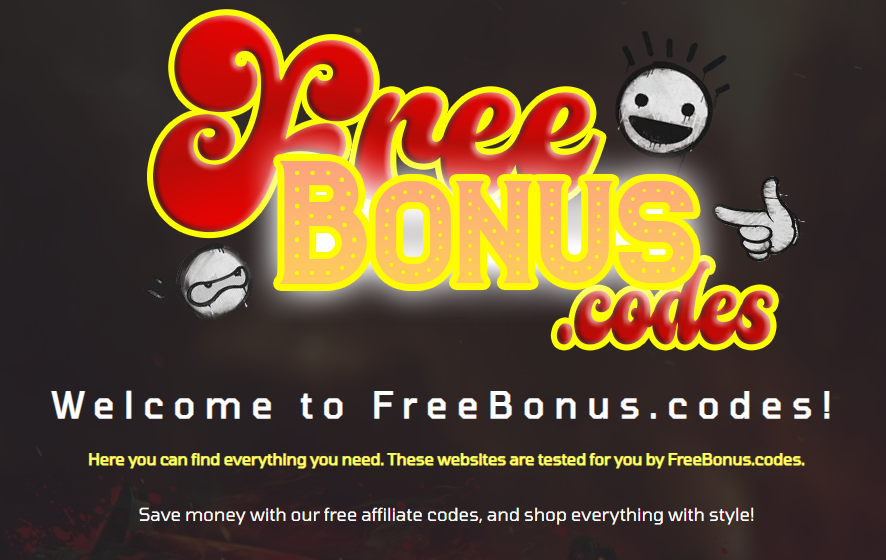 Free
BONUS
.codes
Welcome to FreeBonus.codes!
Here you can find everything you need. These websites are tested for you by FreeBonus.codes.
Save money with our free affiliate codes, and shop everything with style!